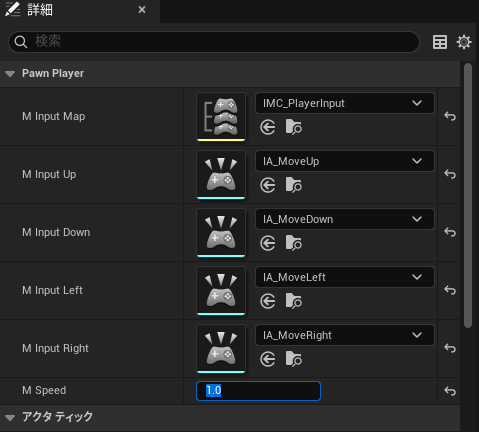 詳細
検索
Pawn Player
M Input Map
IMC_PlayerInput
M Input Up
IA_MoveUp
M Input Down
IA_MoveDown
M Input Left
IA_MoveLeft
M Input Right
IA_MoveRight
M Speed
1.0
アクタ ティック